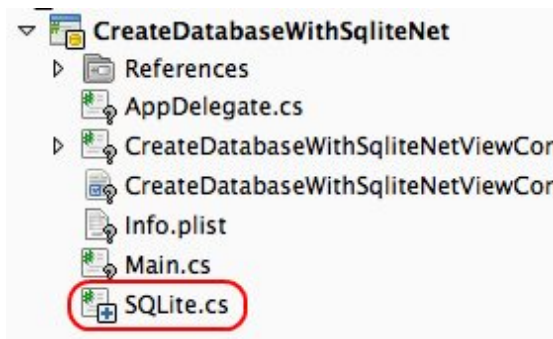 CreateDatabaseWithSqliteNet
References
AppDelegate.cs
CreateDatabaseWithSqliteNetViewCor
CreateDatabaseWithSqliteNetViewCor
Info.plist
Main.cs
SQLite.cs